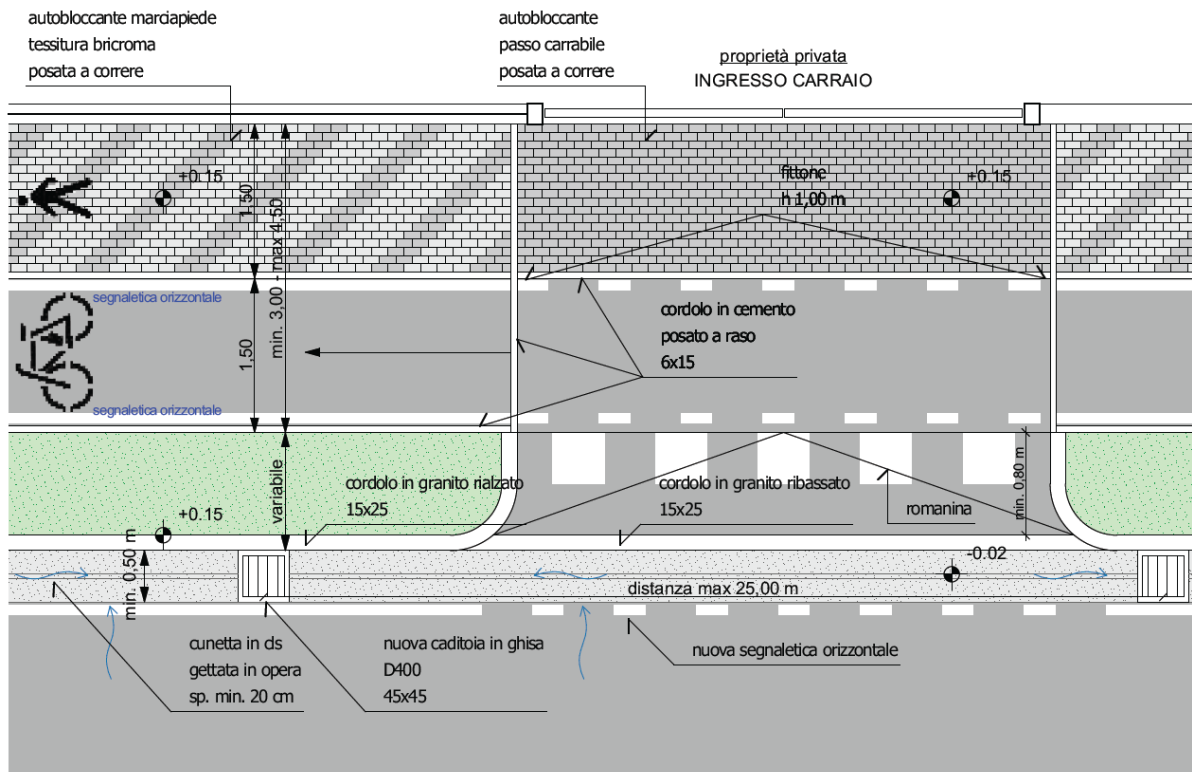 autobloccante marciapiede
tessitura bricroma
posata a correre
autobloccante
passo carrabile
posata a correre
proprietà privata
INGRESSO CARRAIO
+0.15
1,50
min. 3,00 - max 4,50
fittone
h 1,00 m
+0.15
segnaletica orizzontale
1,50
cordolo in cemento
posato a raso
6x15
segnaletica orizzontale
variabile
cordolo in granito rialzato
15x25
cordolo in granito ribassato
15x25
romanina
min. 0,80 m
+0.15
min. 0,50 m
-0.02
distanza max 25,00 m
cunetta in cls
gettata in opera
sp. min. 20 cm
nuova caditoia in ghisa
D400
45x45
nuova segnaletica orizzontale